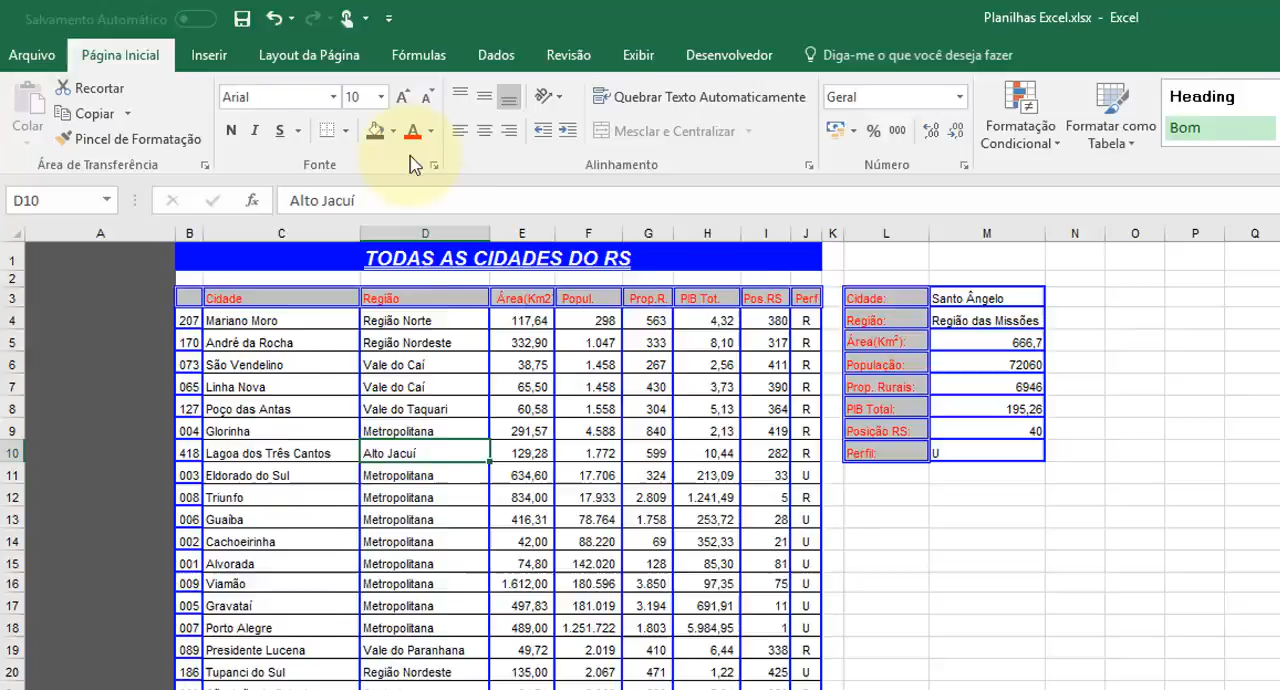 Salvamento Automático
Planilhas Excel.xlsx - Excel
Arquivo Página Inicial Inserir Layout da Página Fórmulas Dados Revisão Exibir Desenvolvedor Diga-me o que você deseja fazer
Colar
Recortar
Copiar
Pincel de Formatação
Área de Transferência
Arial 10
N I S
Fonte
Quebrar Texto Automaticamente
Mesclar e Centralizar
Alinhamento
Geral
% 000
Número
Formatação Condicional
Formatar como Tabela
Heading
Bom
D10 fx Alto Jacuí
A B C D E F G H I J K L M N O P Q
1 TODAS AS CIDADES DO RS
2
3 Cidade Região Área(Km2 Popul. Prop.R. PIB Tot. Pos.RS Perf Cidade: Santo Ângelo
4 207 Mariano Moro Região Norte 117,64 298 563 4,32 380 R Região: Região das Missões
5 170 André da Rocha Região Nordeste 332,90 1.047 333 8,10 317 R Área(Km²): 666,7
6 073 São Vendelino Vale do Caí 38,75 1.458 267 2,56 411 R População: 72060
7 065 Linha Nova Vale do Caí 65,50 1.458 430 3,73 390 R Prop. Rurais: 6946
8 127 Poço das Antas Vale do Taquari 60,58 1.558 304 5,13 364 R PIB Total: 195,26
9 004 Glorinha Metropolitana 291,57 4.588 840 2,13 419 R Posição RS: 40
10 418 Lagoa dos Três Cantos Alto Jacuí 129,28 1.772 599 10,44 282 R Perfil: U
11 003 Eldorado do Sul Metropolitana 634,60 17.706 324 213,09 33 U
12 008 Triunfo Metropolitana 834,00 17.933 2.809 1.241,49 5 R
13 006 Guaíba Metropolitana 416,31 78.764 1.758 253,72 28 U
14 002 Cachoeirinha Metropolitana 42,00 88.220 69 352,33 21 U
15 001 Alvorada Metropolitana 74,80 142.020 128 85,30 81 U
16 009 Viamão Metropolitana 1.612,00 180.596 3.850 97,35 75 U
17 005 Gravataí Metropolitana 497,83 181.019 3.194 691,91 11 U
18 007 Porto Alegre Metropolitana 489,00 1.251.722 1.803 5.984,95 1 U
19 089 Presidente Lucena Vale do Paranhana 49,72 2.019 410 6,44 338 R
20 186 Tupanci do Sul Região Nordeste 135,00 2.067 471 1,22 425 R